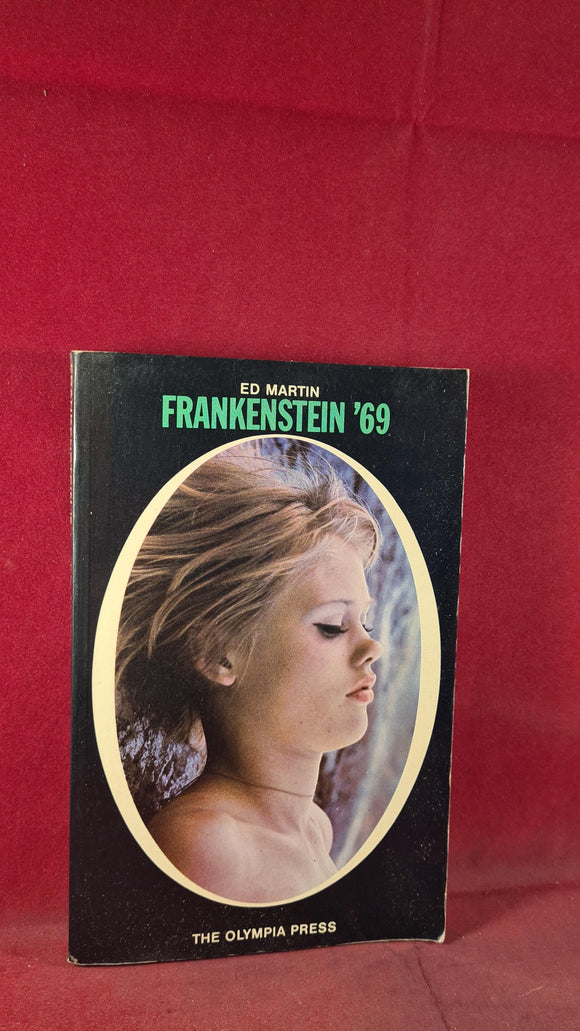 ED MARTIN
FRANKENSTEIN '69
THE OLYMPIA PRESS